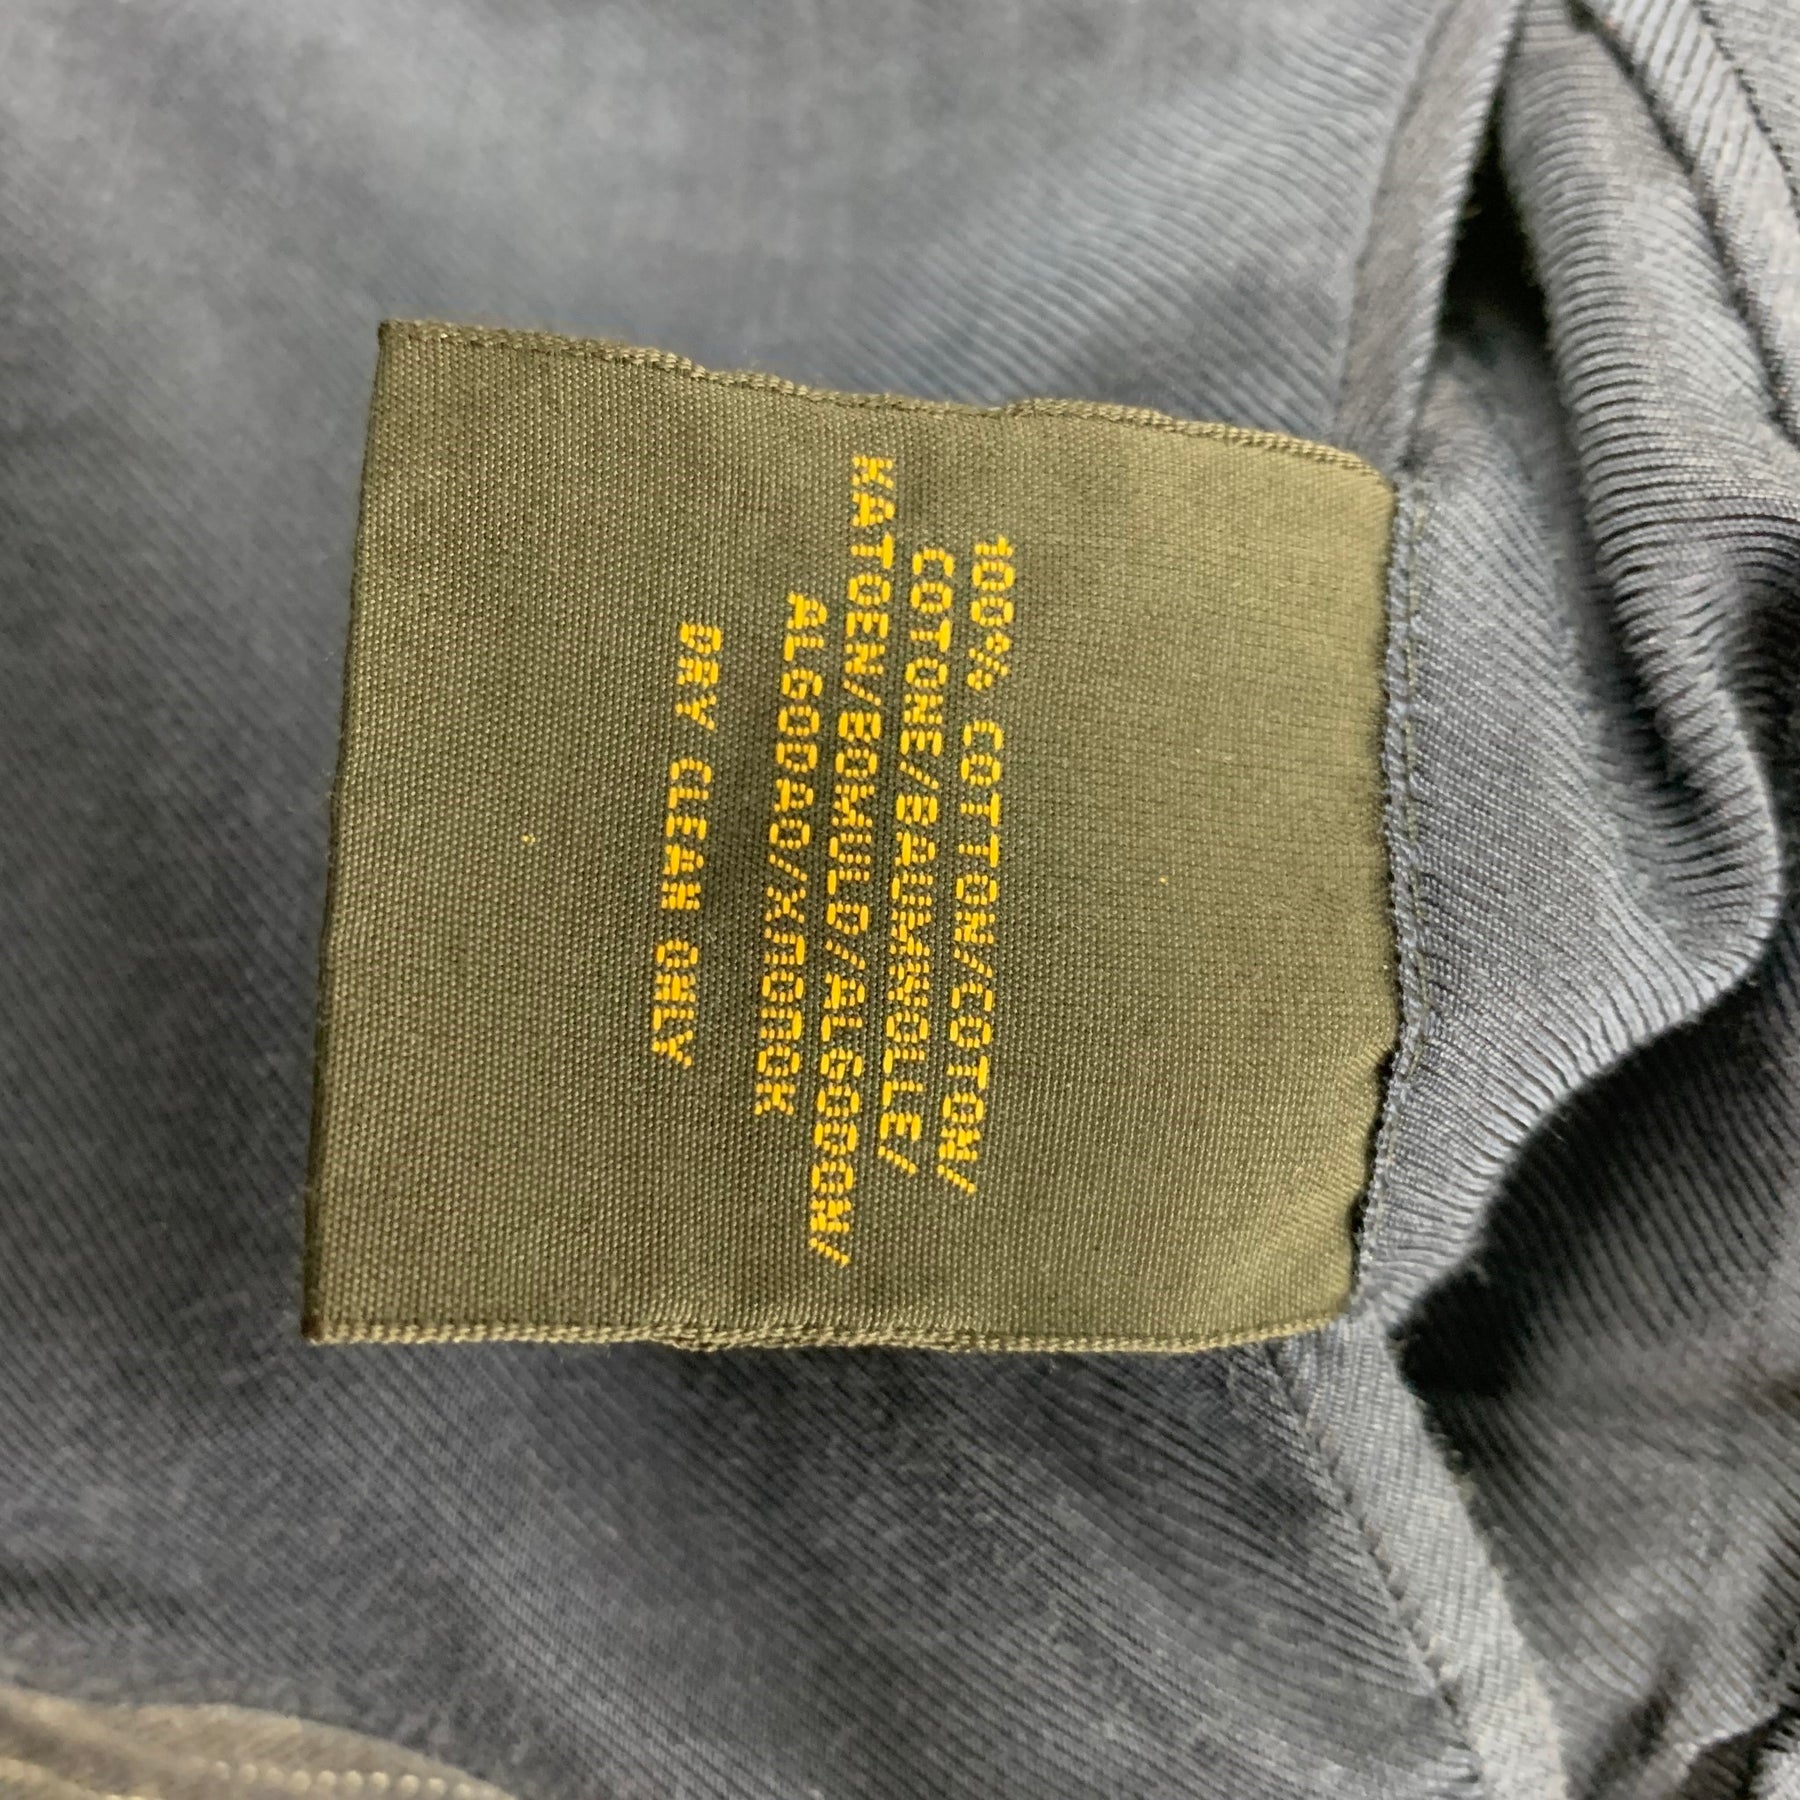 100% COTTON/COTON/
COTONE/BAUMWOLLE/
KATOEN/BOMULD/ALGODON/
ALGODAO/ХЛОПОК
DRY CLEAN ONLY